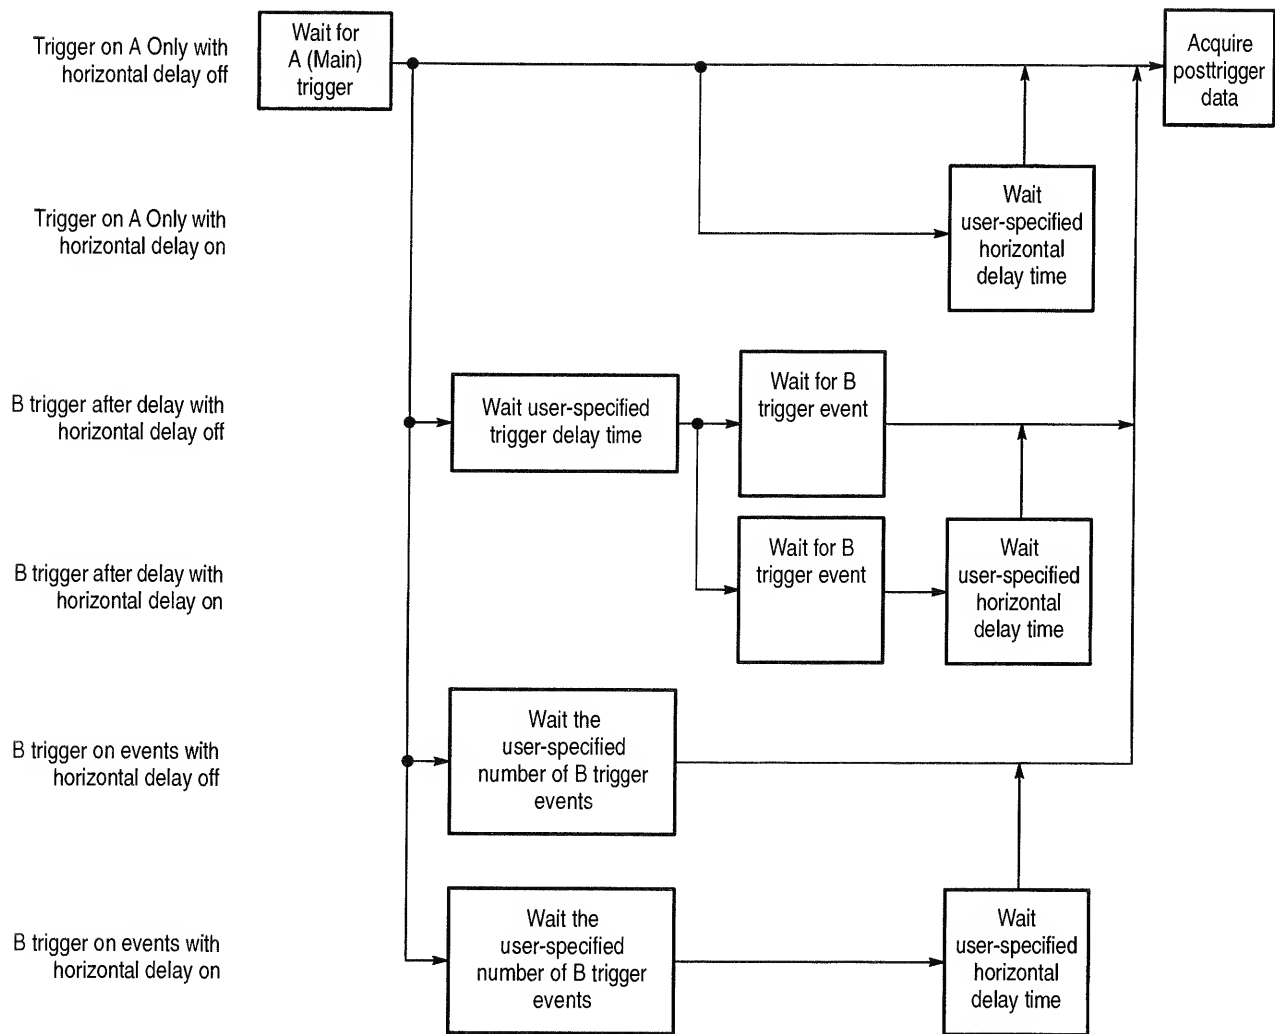 Trigger on A Only with
horizontal delay off
Wait for
A (Main)
trigger
Acquire
posttrigger
data
Trigger on A Only with
horizontal delay on
Wait
user-specified
horizontal
delay time
B trigger after delay with
horizontal delay off
Wait user-specified
trigger delay time
Wait for B
trigger event
B trigger after delay with
horizontal delay on
Wait for B
trigger event
Wait
user-specified
horizontal
delay time
B trigger on events with
horizontal delay off
Wait the
user-specified
number of B trigger
events
B trigger on events with
horizontal delay on
Wait the
user-specified
number of B trigger
events
Wait
user-specified
horizontal
delay time